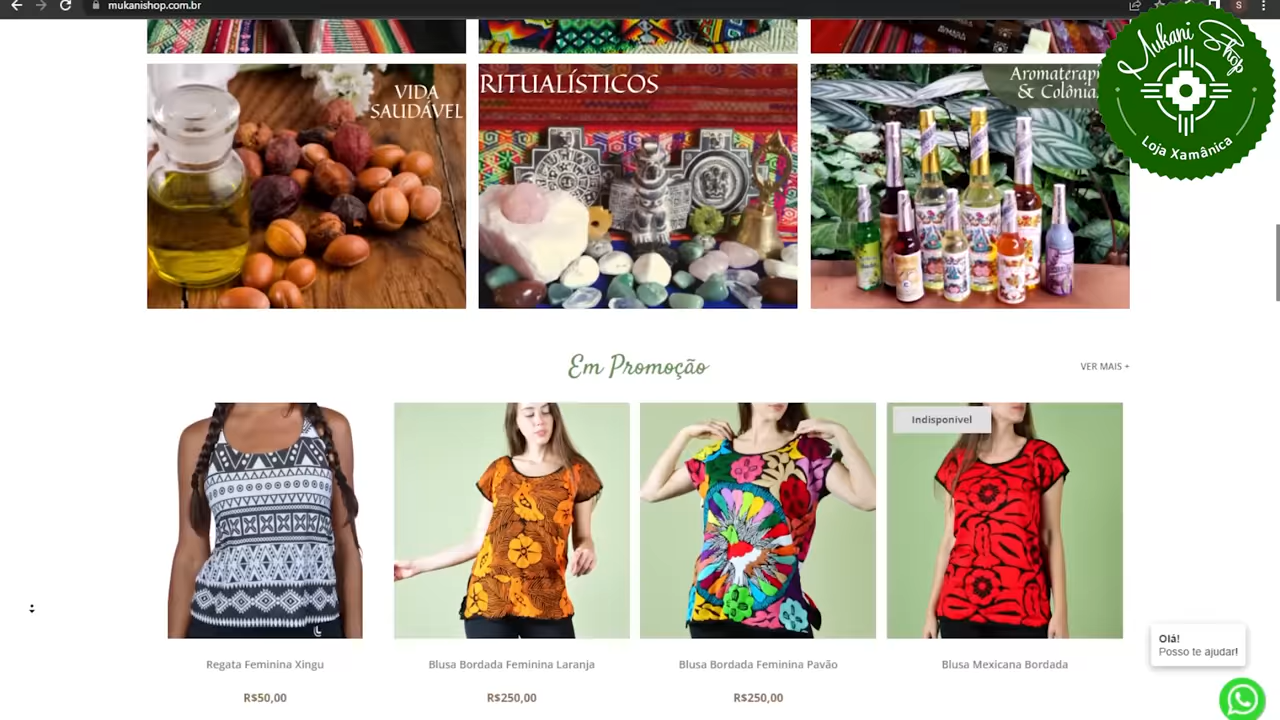 mukanishop.com.br
S
Mukani Shop
Loja Xamânica
VIDA
SAUDÁVEL
RITUALÍSTICOS
Aromaterap
& Colônia
Em Promoção
VER MAIS +
Indisponivel
Regata Feminina Xingu
Blusa Bordada Feminina Laranja
Blusa Bordada Feminina Pavão
Blusa Mexicana Bordada
R$50,00
R$250,00
R$250,00
Olá!
Posso te ajudar!